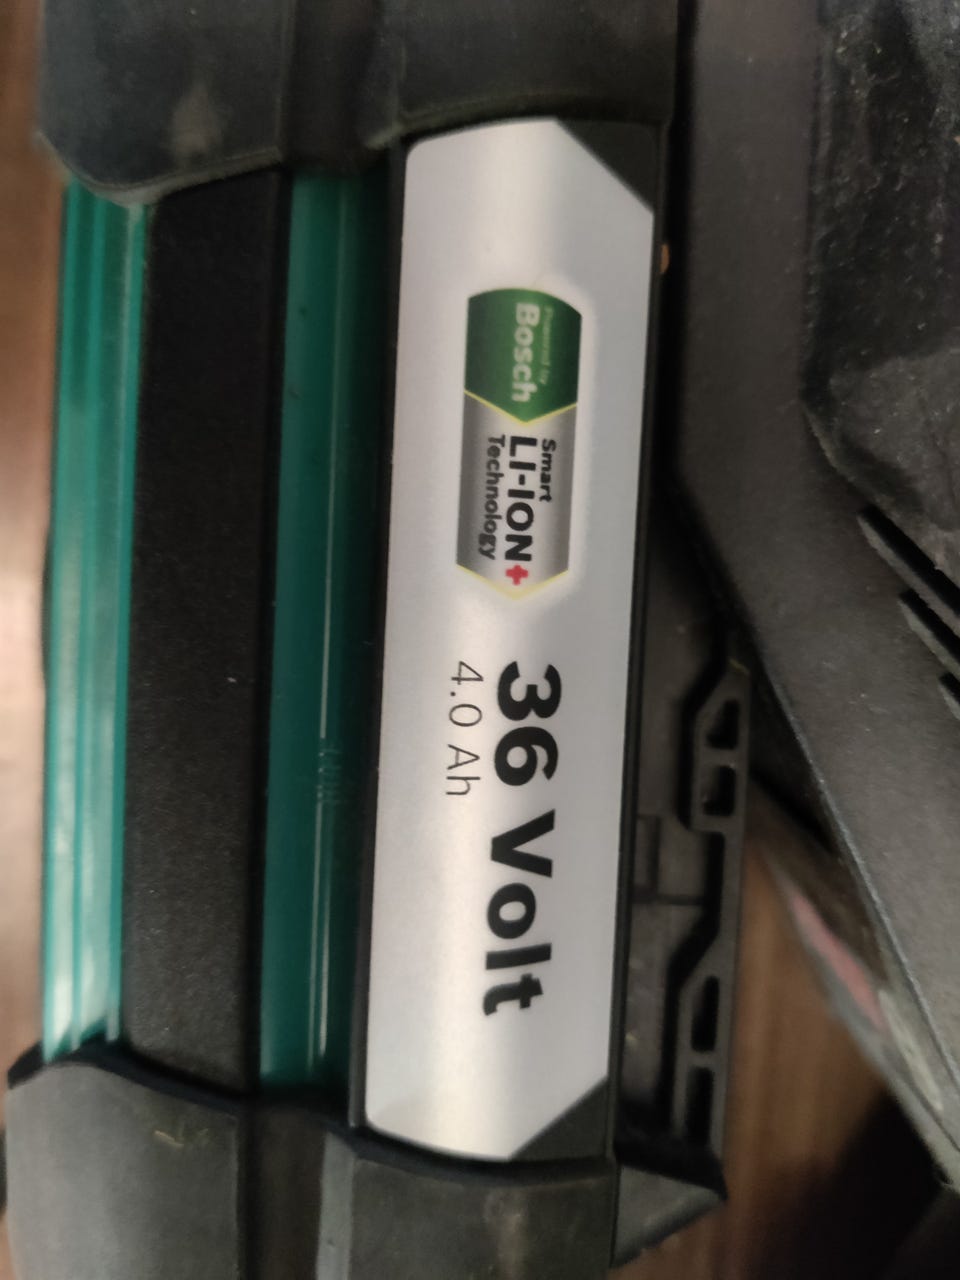 Powered by
Bosch
Smart
LI-ION+
Technology
36 Volt
4.0 Ah